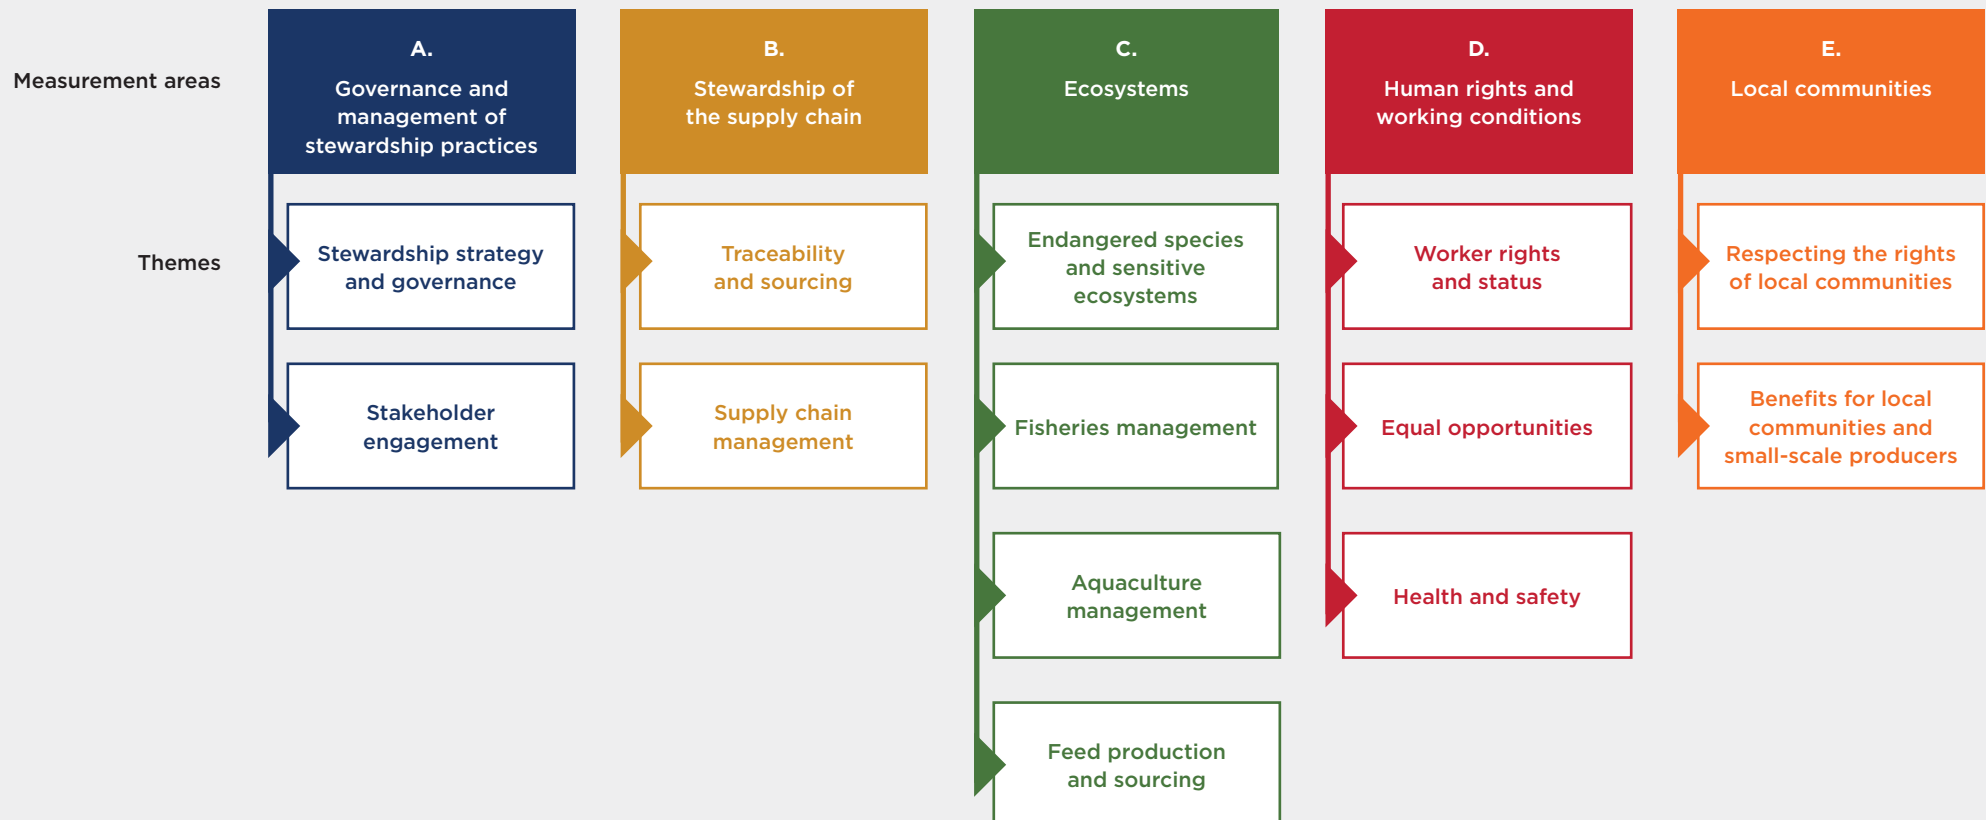 Measurement areas
A.
Governance and
management of
stewardship practices
B.
Stewardship of
the supply chain
C.
Ecosystems
D.
Human rights and
working conditions
E.
Local communities
Themes
Stewardship strategy
and governance
Traceability
and sourcing
Endangered species
and sensitive
ecosystems
Worker rights
and status
Respecting the rights
of local communities
Stakeholder
engagement
Supply chain
management
Fisheries management
Equal opportunities
Benefits for local
communities and
small-scale producers
Aquaculture
management
Health and safety
Feed production
and sourcing